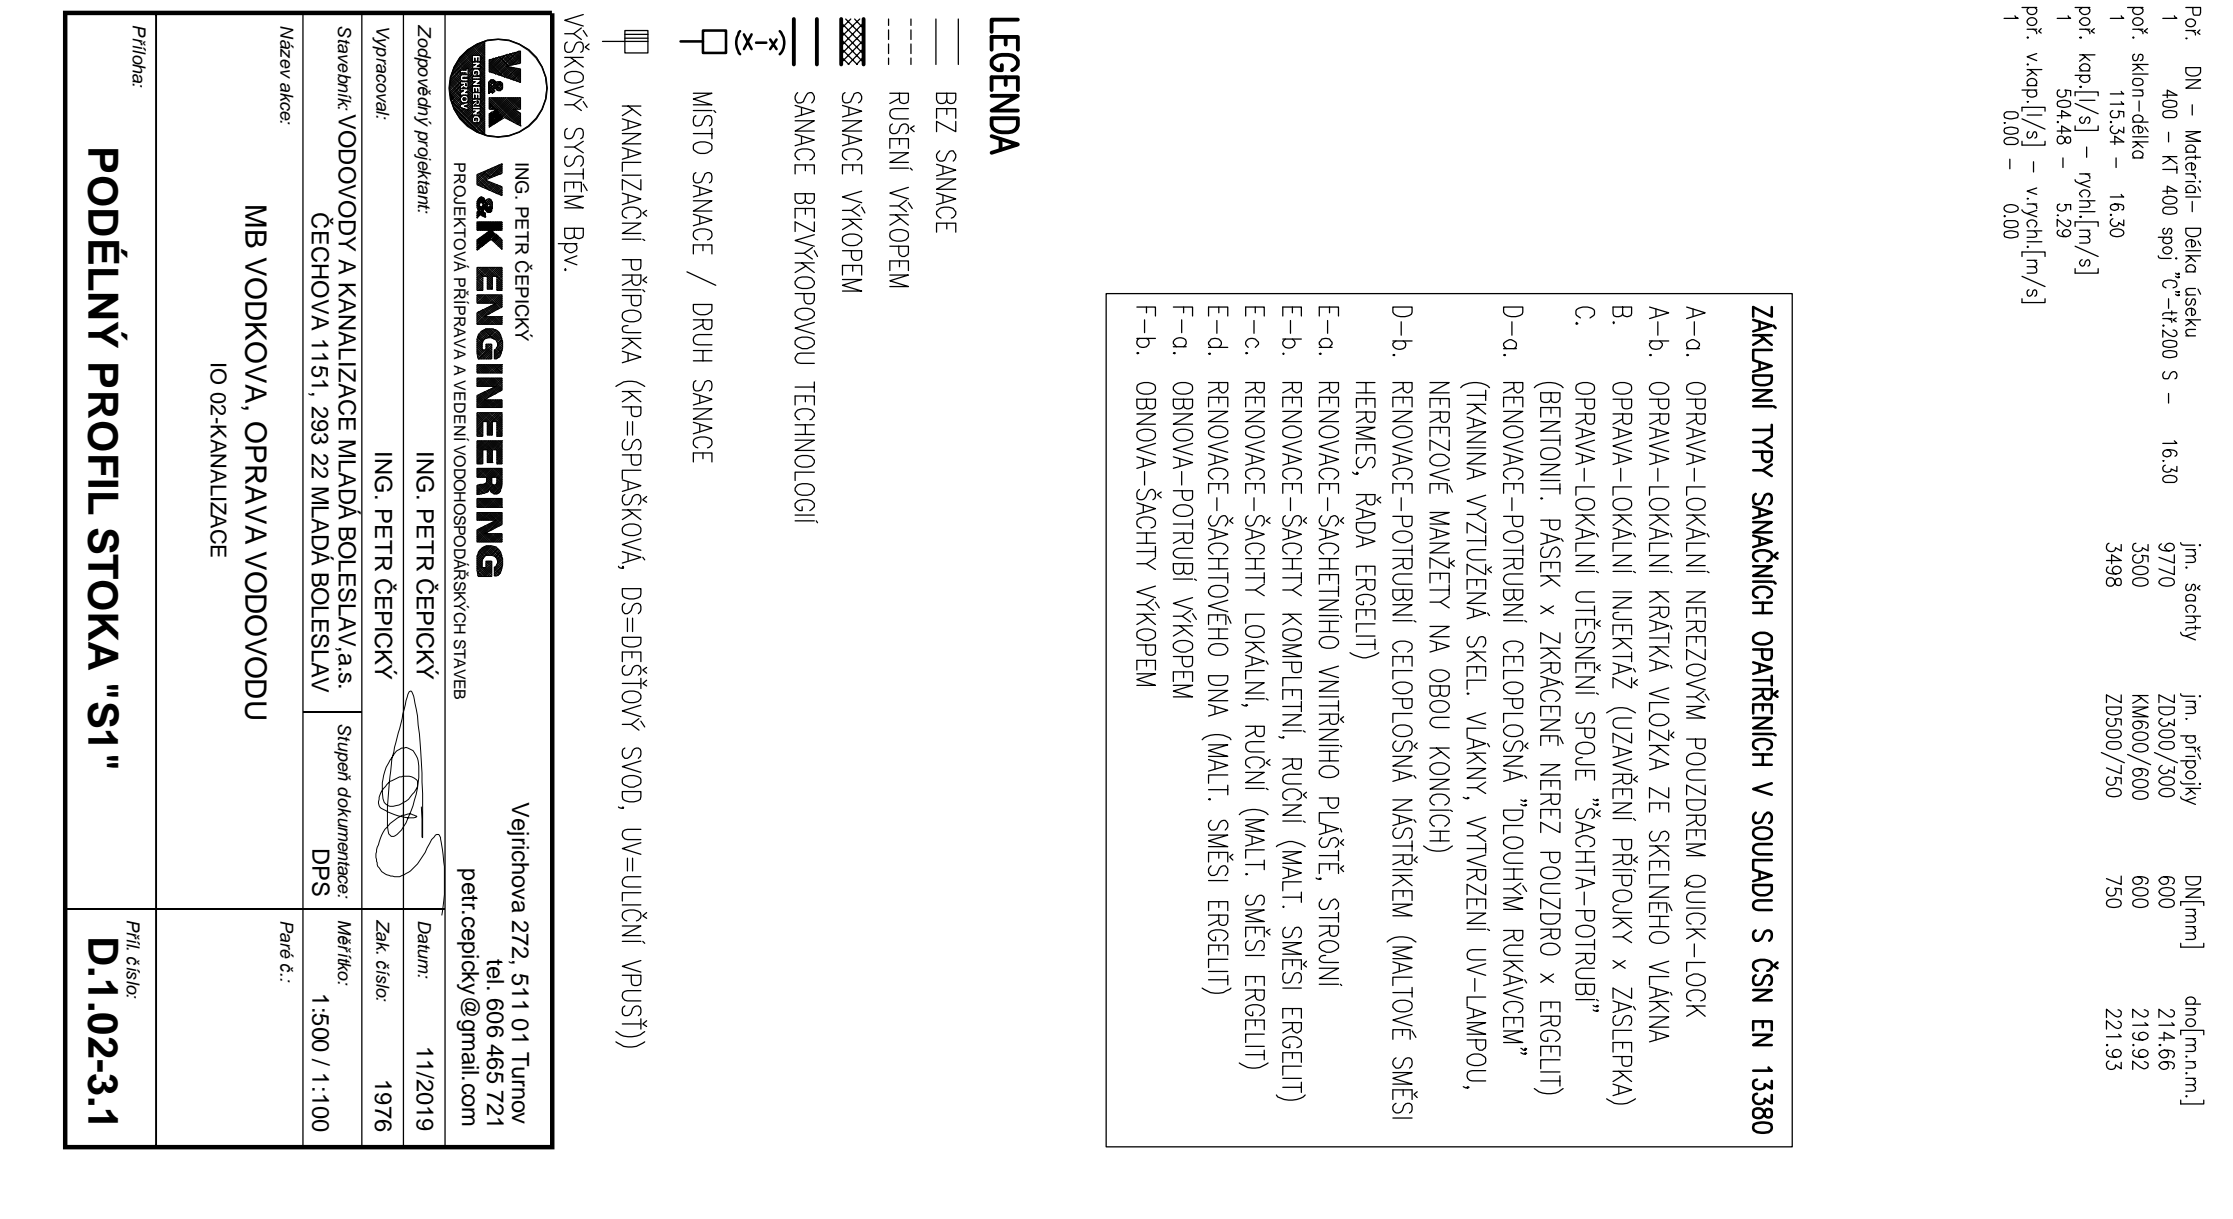 Poř. DN – Materiál– Délka úseku
1 400 – KT 400 spoj "C"–tř.200 S – 16.30
poř. sklon–délka
1 115.34 – 16.30
poř. kap.[l/s] – rychl.[m/s]
1 504.48 – 5.29
poř. v.kap.[l/s] – v.rychl.[m/s]
1 0.00 – 0.00
jm. šachty jm. přípojky DN[mm] dno[m.n.m.]
9770 ZD300/300 600 214.66
3500 KM600/600 600 219.92
3498 ZD500/750 750 221.93
ZÁKLADNÍ TYPY SANAČNÍCH OPATŘENÍCH V SOULADU S ČSN EN 13380
A–a. OPRAVA–LOKÁLNÍ NEREZOVÝM POUZDREM QUICK–LOCK
A–b. OPRAVA–LOKÁLNÍ KRÁTKÁ VLOŽKA ZE SKELNÉHO VLÁKNA
B. OPRAVA–LOKÁLNÍ INJEKTÁŽ (UZAVŘENÍ PŘÍPOJKY x ZÁSLEPKA)
C. OPRAVA–LOKÁLNÍ UTĚSNĚNÍ SPOJE "ŠACHTA–POTRUBÍ"
(BENTONIT. PÁSEK x ZKRÁCENÉ NEREZ POUZDRO x ERGELIT)
D–a. RENOVACE–POTRUBNÍ CELOPLOŠNÁ "DLOUHÝM RUKÁVCEM"
(TKANINA VYZTUŽENÁ SKEL. VLÁKNY, VYTVRZENÍ UV–LAMPOU,
NEREZOVÉ MANŽETY NA OBOU KONCÍCH)
D–b. RENOVACE–POTRUBNÍ CELOPLOŠNÁ NÁSTŘIKEM (MALTOVÉ SMĚSI
HERMES, ŘADA ERGELIT)
E–a. RENOVACE–ŠACHETNÍHO VNITŘNÍHO PLÁŠTĚ, STROJNÍ
E–b. RENOVACE–ŠACHTY KOMPLETNÍ, RUČNÍ (MALT. SMĚSI ERGELIT)
E–c. RENOVACE–ŠACHTY LOKÁLNÍ, RUČNÍ (MALT. SMĚSI ERGELIT)
E–d. RENOVACE–ŠACHTOVÉHO DNA (MALT. SMĚSI ERGELIT)
F–a. OBNOVA–POTRUBÍ VÝKOPEM
F–b. OBNOVA–ŠACHTY VÝKOPEM
LEGENDA
BEZ SANACE
RUŠENÍ VÝKOPEM
SANACE VÝKOPEM
SANACE BEZVÝKOPOVOU TECHNOLOGIÍ
(x–x) MÍSTO SANACE / DRUH SANACE
KANALIZAČNÍ PŘÍPOJKA (KP=SPLAŠKOVÁ, DS=DEŠŤOVÝ SVOD, UV=ULIČNÍ VPUSŤ))
VÝŠKOVÝ SYSTÉM Bpv.
V&K
ENGINEERING
TURNOV
ING. PETR ČEPICKÝ
V&K ENGINEERING
PROJEKTOVÁ PŘÍPRAVA A VEDENÍ VODOHOSPODÁŘSKÝCH STAVEB
Vejrichova 272, 511 01 Turnov
tel. 606 465 721
petr.cepicky@gmail.com
Zodpovědný projektant: ING. PETR ČEPICKÝ
Datum: 11/2019
Vypracoval: ING. PETR ČEPICKÝ
Zak. číslo: 1976
Stavebník: VODOVODY A KANALIZACE MLADÁ BOLESLAV,a.s.
ČECHOVA 1151, 293 22 MLADÁ BOLESLAV
Stupeň dokumentace:
DPS
Měřítko:
1:500 / 1:100
Název akce:
MB VODKOVA, OPRAVA VODOVODU
IO 02-KANALIZACE
Paré č.:
Příloha:
PODÉLNÝ PROFIL STOKA "S1"
Příl. číslo:
D.1.02-3.1